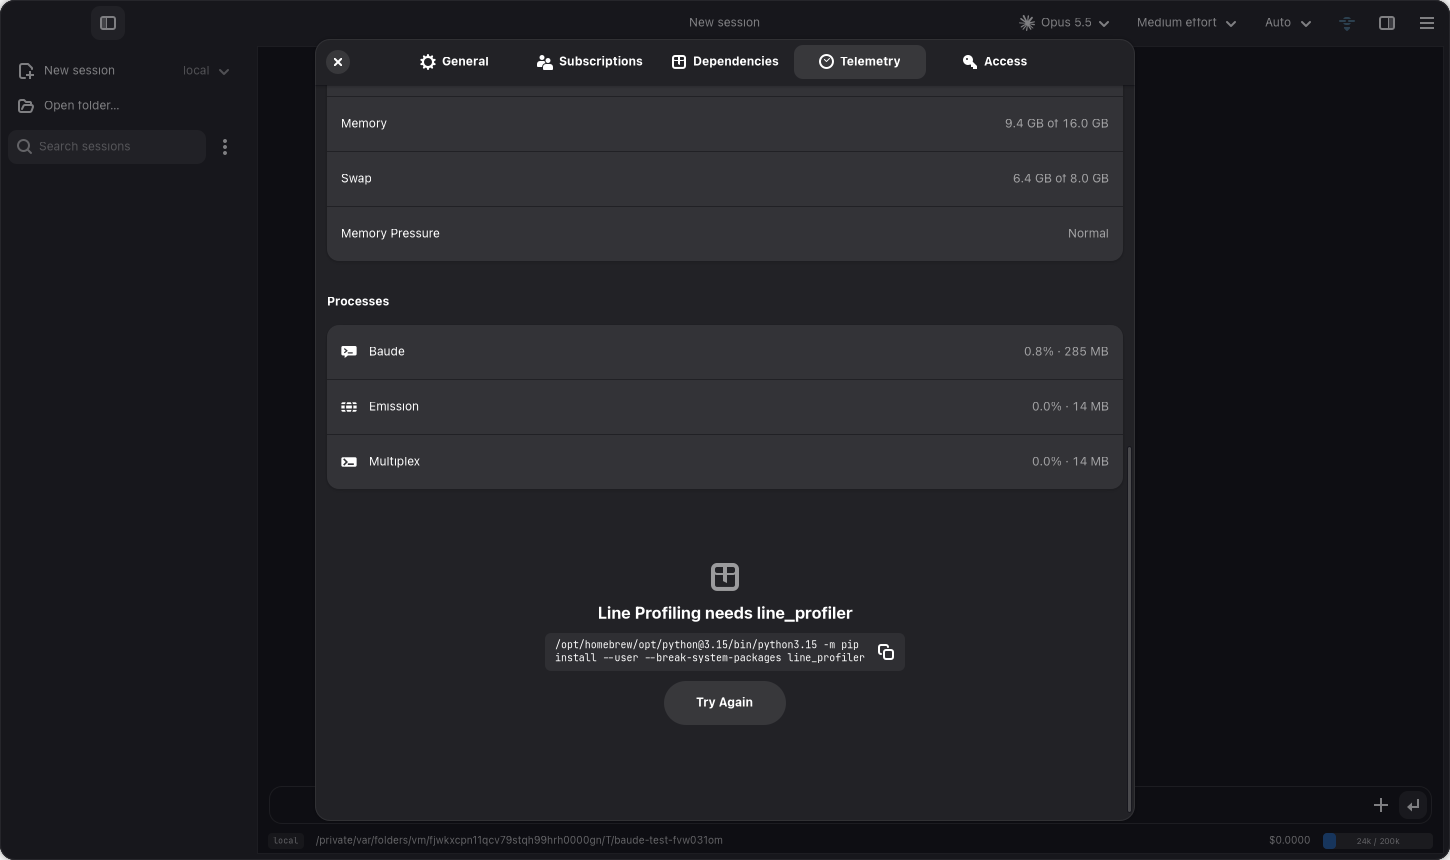 New session
Opus 5.5
Medium effort
Auto
New session
local
Open folder...
Search sessions
General
Subscriptions
Dependencies
Telemetry
Access
Memory
9.4 GB of 16.0 GB
Swap
6.4 GB of 8.0 GB
Memory Pressure
Normal
Processes
Baude
0.8% · 285 MB
Emission
0.0% · 14 MB
Multiplex
0.0% · 14 MB
Line Profiling needs line_profiler
/opt/homebrew/opt/python@3.15/bin/python3.15 -m pip
install --user --break-system-packages line_profiler
Try Again
local
/private/var/folders/vm/fjwkxcpn11qcv79stqh99hrh0000gn/T/baude-test-fvw031om
$0.0000
24k / 200k